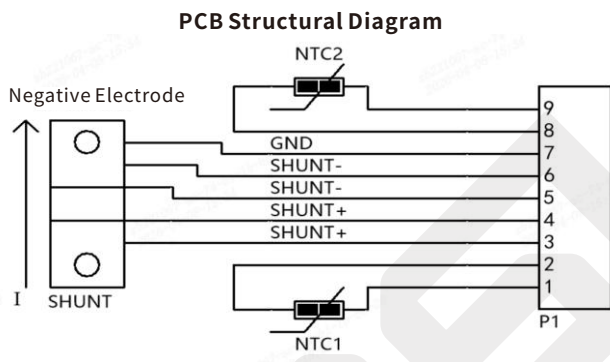 PCB Structural Diagram
NTC2
Negative Electrode
9
8
GND
7
SHUNT-
6
SHUNT-
5
SHUNT+
4
SHUNT+
3
2
1
I
SHUNT
P1
NTC1